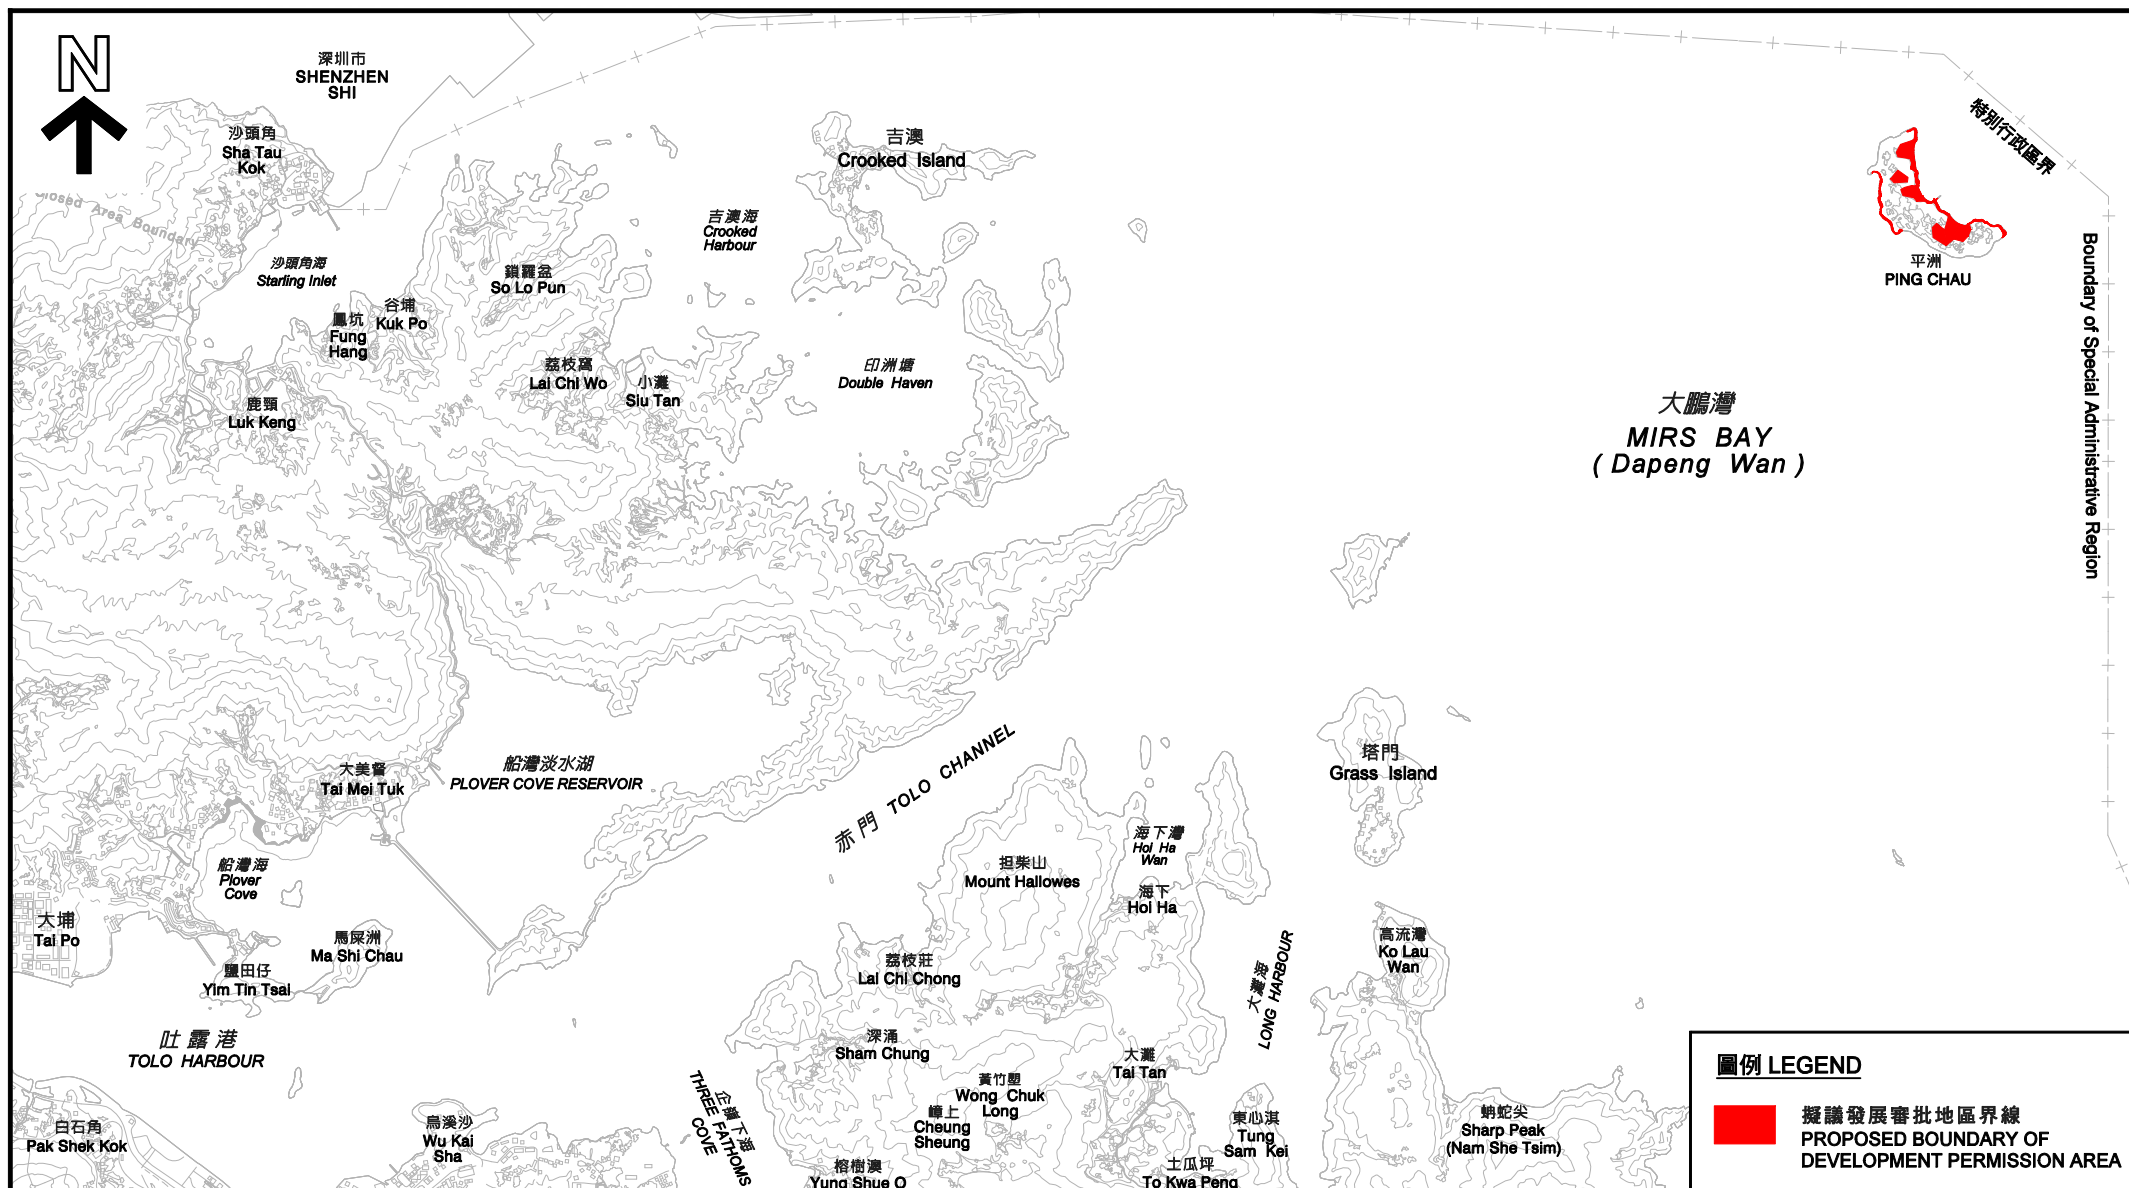 N
深圳市
SHENZHEN
SHI
沙頭角
Sha Tau
Kok
Closed Area Boundary
沙頭角海
Starling Inlet
鳳坑
Fung
Hang
谷埔
Kuk Po
鎖羅盆
So Lo Pun
荔枝窩
Lai Chi Wo
小灘
Siu Tan
鹿頸
Luk Keng
吉澳
Crooked Island
吉澳海
Crooked
Harbour
印洲塘
Double Haven
特別行政區界
Boundary of Special Administrative Region
平洲
PING CHAU
大鵬灣
MIRS BAY
( Dapeng Wan )
大美督
Tai Mei Tuk
船灣淡水湖
PLOVER COVE RESERVOIR
赤門 TOLO CHANNEL
塔門
Grass Island
船灣海
Plover
Cove
大埔
Tai Po
馬屎洲
Ma Shi Chau
鹽田仔
Yim Tin Tsai
吐露港
TOLO HARBOUR
担柴山
Mount Hallowes
海下灣
Hoi Ha
Wan
海下
Hoi Ha
荔枝莊
Lai Chi Chong
大灘海
LONG HARBOUR
高流灣
Ko Lau
Wan
深涌
Sham Chung
大灘
Tai Tan
黃竹塱
Wong Chuk
Long
嶂上
Cheung
Sheung
企嶺下海
THREE FATHOMS
COVE
白石角
Pak Shek Kok
烏溪沙
Wu Kai
Sha
榕樹澳
Yung Shue O
東心淇
Tung
Sam Kei
土瓜坪
To Kwa Peng
蚺蛇尖
Sharp Peak
(Nam She Tsim)
圖例 LEGEND
擬議發展審批地區界線
PROPOSED BOUNDARY OF
DEVELOPMENT PERMISSION AREA